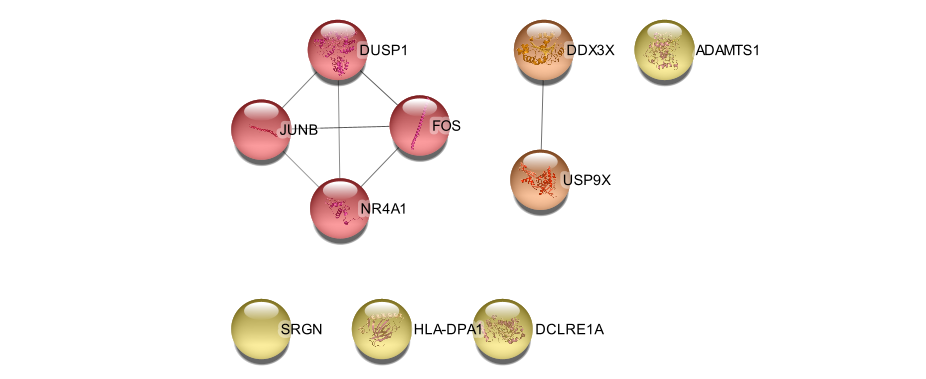 DUSP1
DDX3X
ADAMTS1
JUNB
FOS
USP9X
NR4A1
SRGN
HLA-DPA1
DCLRE1A